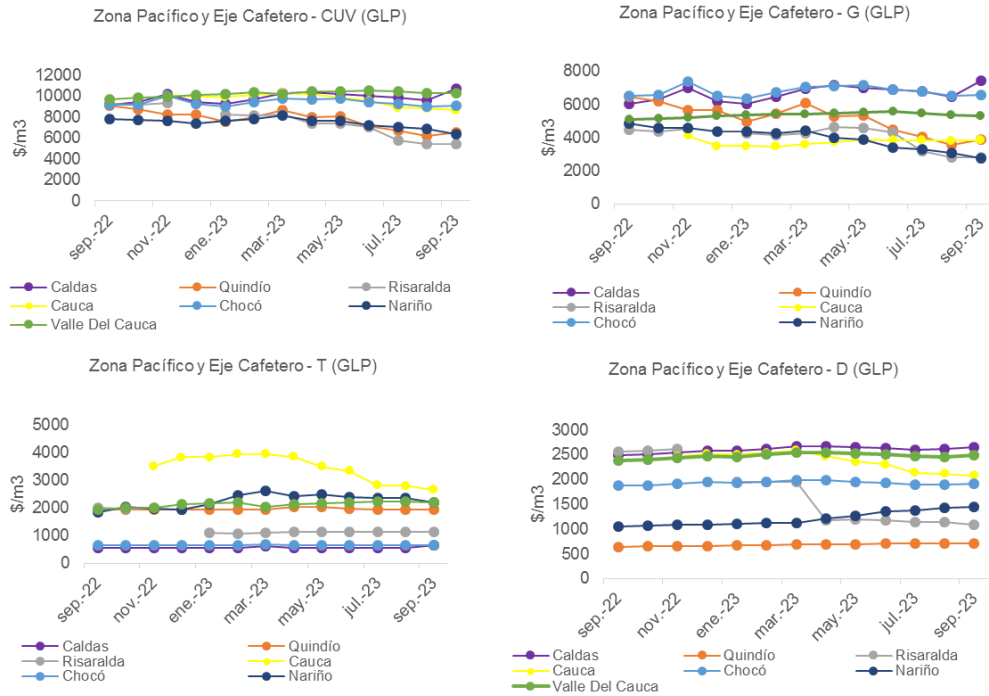 Zona Pacífico y Eje Cafetero - CUV (GLP)
$/m3
12000
10000
8000
6000
4000
2000
0
sep.-22
nov.-22
ene.-23
mar.-23
may.-23
jul.-23
sep.-23
Caldas Quindío Risaralda
Cauca Chocó Nariño
Valle Del Cauca
Zona Pacífico y Eje Cafetero - G (GLP)
$/m3
8000
6000
4000
2000
0
sep.-22
nov.-22
ene.-23
mar.-23
may.-23
jul.-23
sep.-23
Caldas Quindío
Risaralda Cauca
Chocó Nariño
Zona Pacífico y Eje Cafetero - T (GLP)
$/m3
5000
4000
3000
2000
1000
0
sep.-22
nov.-22
ene.-23
mar.-23
may.-23
jul.-23
sep.-23
Caldas Quindío
Risaralda Cauca
Chocó Nariño
Zona Pacífico y Eje Cafetero - D (GLP)
$/m3
3000
2500
2000
1500
1000
500
0
sep.-22
nov.-22
ene.-23
mar.-23
may.-23
jul.-23
sep.-23
Caldas Quindío Risaralda
Cauca Chocó Nariño
Valle Del Cauca